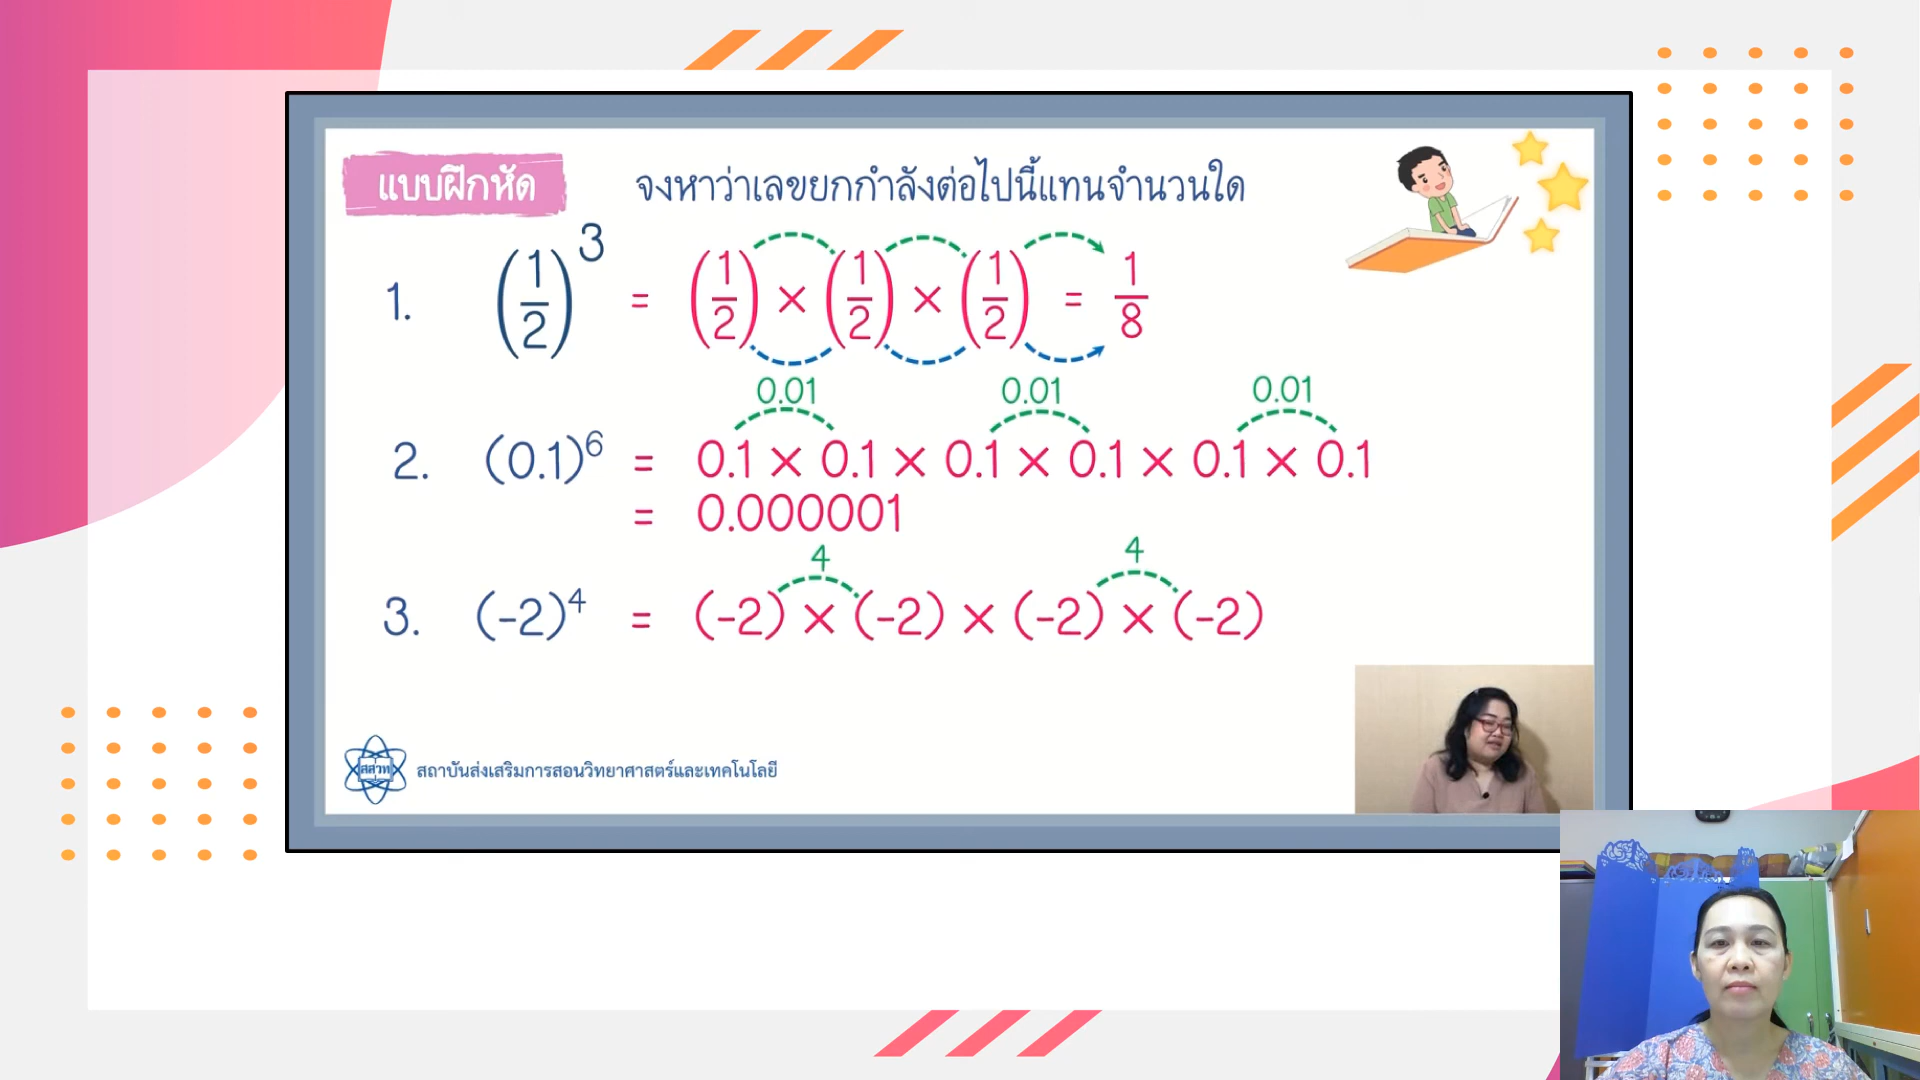 แบบฝึกหัด จงหาว่าเลขยกกำลังต่อไปนี้แทนจำนวนใด
1. (1/2)³ = (1/2) × (1/2) × (1/2) = 1/8
0.01 0.01 0.01
2. (0.1)⁶ = 0.1 × 0.1 × 0.1 × 0.1 × 0.1 × 0.1
= 0.000001
4 4
3. (-2)⁴ = (-2) × (-2) × (-2) × (-2)
สสวท สถาบันส่งเสริมการสอนวิทยาศาสตร์และเทคโนโลยี